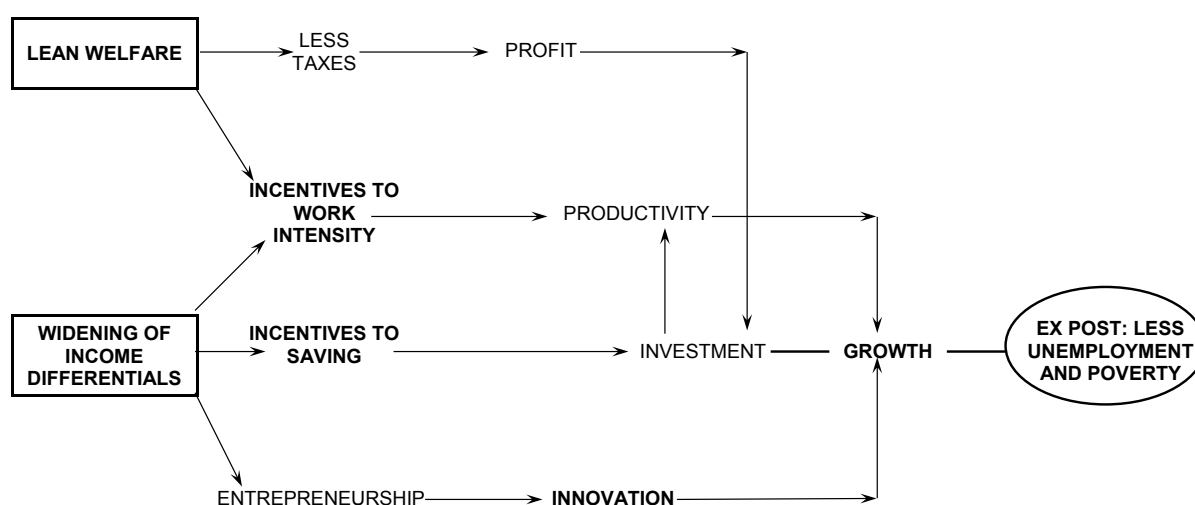 LEAN WELFARE
LESS
TAXES
PROFIT
INCENTIVES TO
WORK
INTENSITY
PRODUCTIVITY
WIDENING OF
INCOME
DIFFERENTIALS
INCENTIVES TO
SAVING
INVESTMENT
GROWTH
EX POST: LESS
UNEMPLOYMENT
AND POVERTY
ENTREPRENEURSHIP
INNOVATION